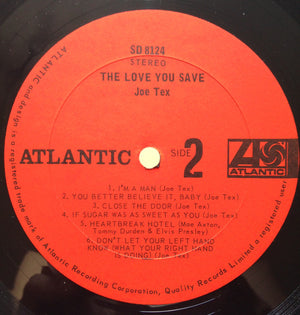 SD 8124
STEREO
THE LOVE YOU SAVE
Joe Tex
ATLANTIC
SIDE 2
ATLANTIC
1. I'M A MAN (Joe Tex)
2. YOU BETTER BELIEVE IT, BABY (Joe Tex)
3. CLOSE THE DOOR (Joe Tex)
4. IF SUGAR WAS AS SWEET AS YOU (Joe Tex)
5. HEARTBREAK HOTEL (Mae Axton,
Tommy Durden & Elvis Presley)
6. DON'T LET YOUR LEFT HAND
KNOW (WHAT YOUR RIGHT HAND
IS DOING) (Joe Tex)
ATLANTIC and design is a registered trade mark of Atlantic Recording Corporation, Quality Records Limited, registered user.